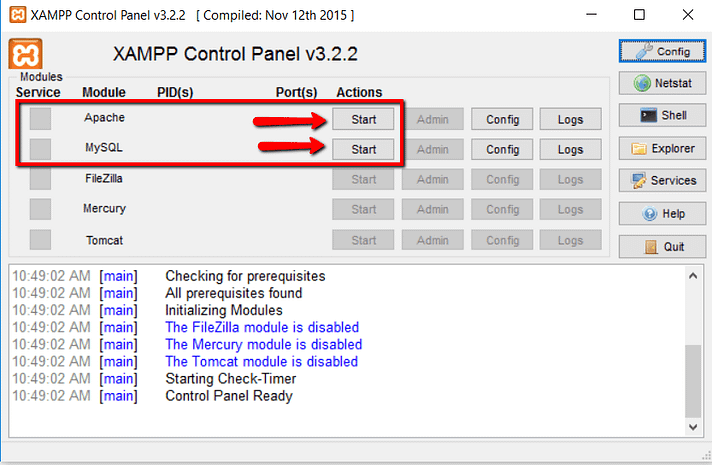 XAMPP Control Panel v3.2.2 [ Compiled: Nov 12th 2015 ]
XAMPP Control Panel v3.2.2
Config
Modules
Service Module PID(s) Port(s) Actions
Netstat
Apache Start Admin Config Logs
Shell
MySQL Start Admin Config Logs
Explorer
FileZilla Start Admin Config Logs
Services
Mercury Start Admin Config Logs
Help
Tomcat Start Admin Config Logs
Quit
10:49:02 AM [main] Checking for prerequisites
10:49:02 AM [main] All prerequisites found
10:49:02 AM [main] Initializing Modules
10:49:02 AM [main] The FileZilla module is disabled
10:49:02 AM [main] The Mercury module is disabled
10:49:02 AM [main] The Tomcat module is disabled
10:49:02 AM [main] Starting Check-Timer
10:49:02 AM [main] Control Panel Ready